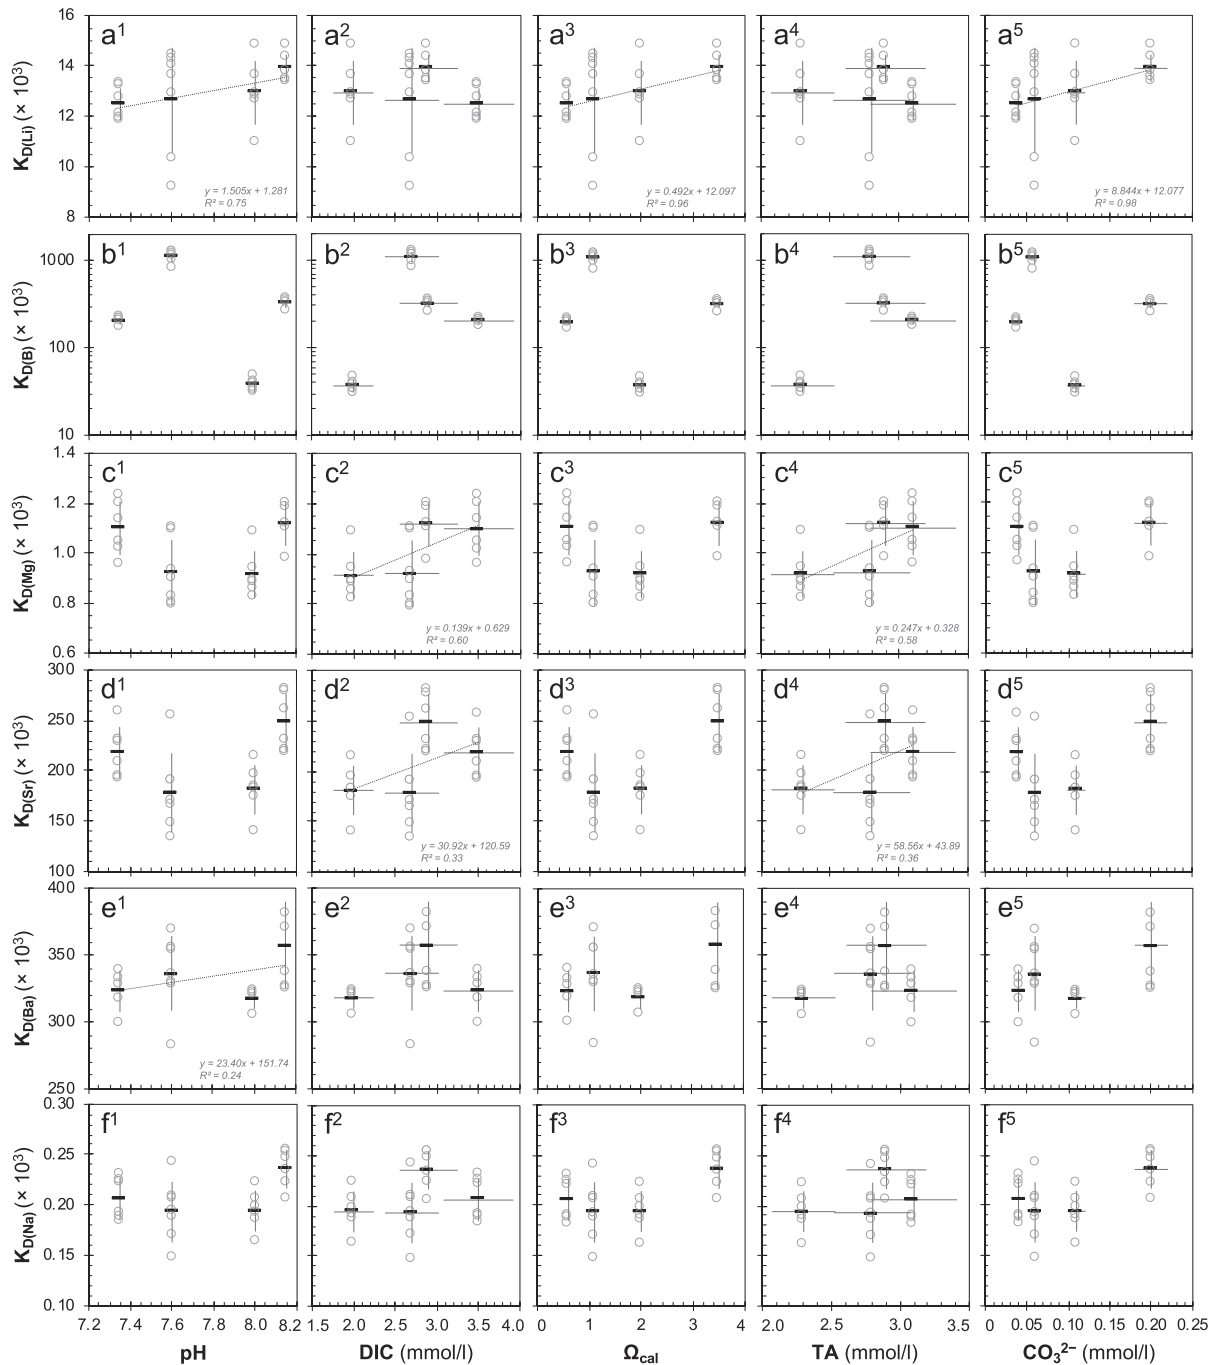 a¹ a² a³ a⁴ a⁵
K_D(Li) (× 10³)
16
14
12
10
8
y = 1.505x + 1.281
R² = 0.75
y = 0.492x + 12.097
R² = 0.96
y = 8.844x + 12.077
R² = 0.98
b¹ b² b³ b⁴ b⁵
K_D(B) (× 10³)
1000
100
10
c¹ c² c³ c⁴ c⁵
K_D(Mg) (× 10³)
1.4
1.2
1.0
0.8
0.6
y = 0.139x + 0.629
R² = 0.60
y = 0.247x + 0.328
R² = 0.58
d¹ d² d³ d⁴ d⁵
K_D(Sr) (× 10³)
300
250
200
150
100
y = 30.92x + 120.59
R² = 0.33
y = 58.56x + 43.89
R² = 0.36
e¹ e² e³ e⁴ e⁵
K_D(Ba) (× 10³)
400
350
300
250
y = 23.40x + 151.74
R² = 0.24
f¹ f² f³ f⁴ f⁵
K_D(Na) (× 10³)
0.30
0.25
0.20
0.15
0.10
7.2 7.4 7.6 7.8 8.0 8.2 1.5 2.0 2.5 3.0 3.5 4.0 0 1 2 3 4 2.0 2.5 3.0 3.5 0 0.05 0.10 0.15 0.20 0.25
pH DIC (mmol/l) Ω_cal TA (mmol/l) CO₃²⁻ (mmol/l)